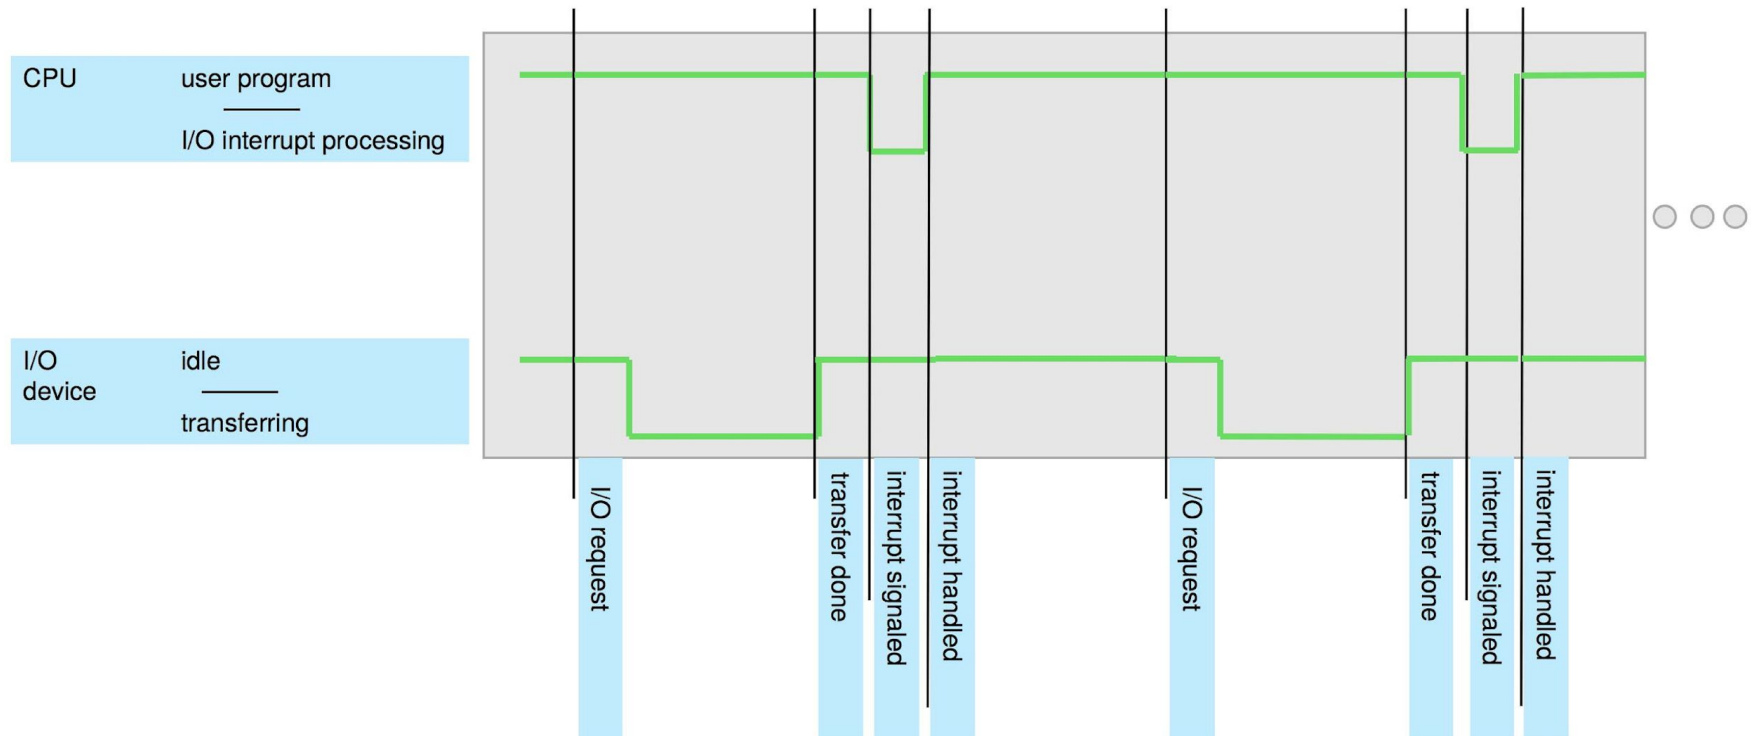 CPU
user program
I/O interrupt processing
I/O
device
idle
transferring
I/O request
transfer done
interrupt signaled
interrupt handled
I/O request
transfer done
interrupt signaled
interrupt handled